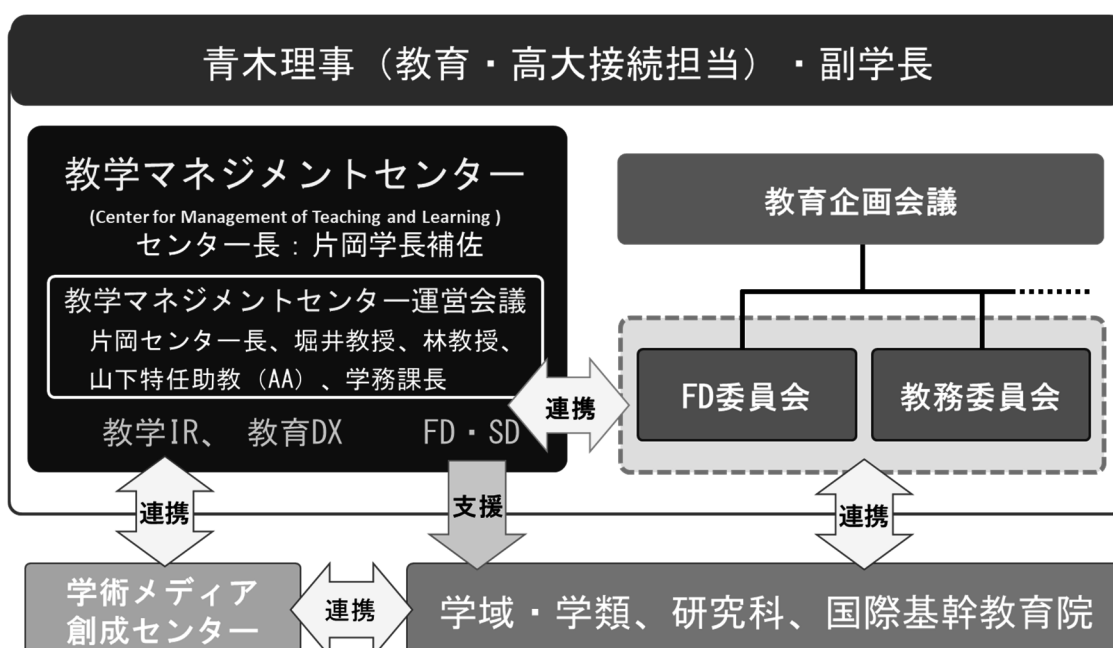 青木理事（教育・高大接続担当）・副学長
教学マネジメントセンター
(Center for Management of Teaching and Learning )
センター長：片岡学長補佐
教学マネジメントセンター運営会議
片岡センター長、堀井教授、林教授、
山下特任助教（AA）、学務課長
教学IR、 教育DX FD・SD
教育企画会議
FD委員会
教務委員会
連携
連携
支援
連携
学術メディア
創成センター
連携
学域・学類、研究科、国際基幹教育院